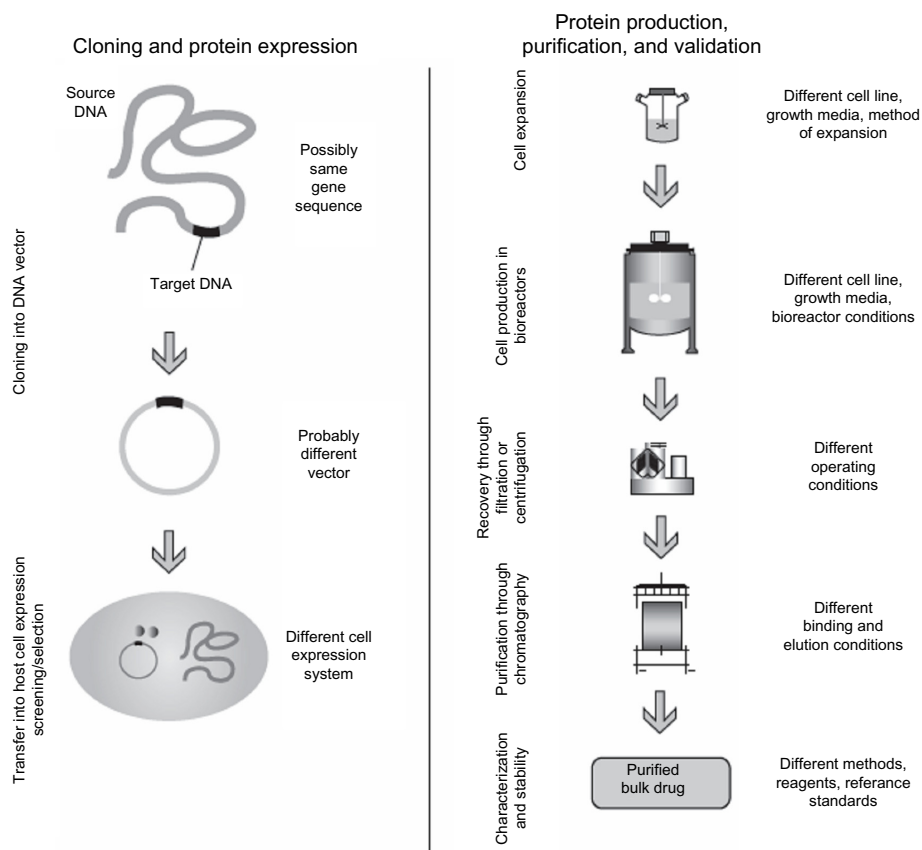 Cloning and protein expression
Source
DNA
Possibly
same
gene
sequence
Target DNA
Cloning into DNA vector
Probably
different
vector
Transfer into host cell expression
screening/selection
Different cell
expression
system
Protein production,
purification, and validation
Cell expansion
Different cell line,
growth media, method
of expansion
Cell production in
bioreactors
Different cell line,
growth media,
bioreactor conditions
Recovery through
filtration or
centrifugation
Different
operating
conditions
Purification through
chromatography
Different
binding and
elution conditions
Characterization
and stability
Purified
bulk drug
Different methods,
reagents, referance
standards